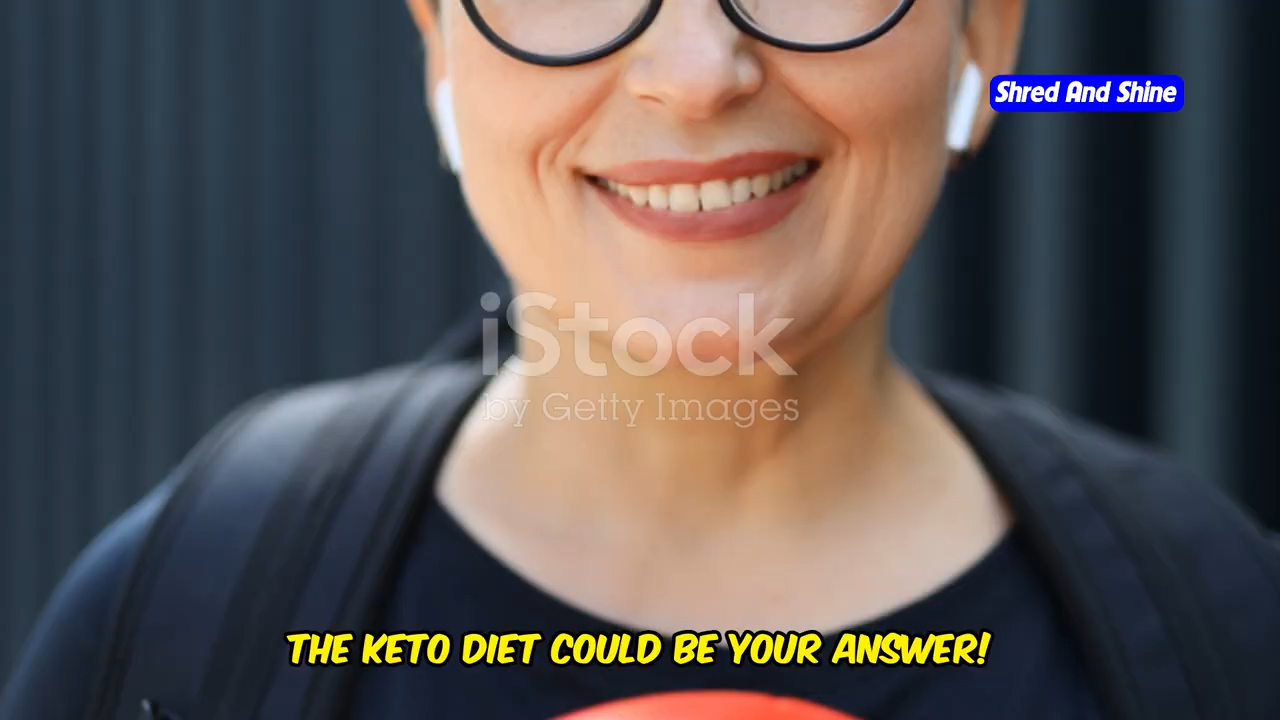 Shred And Shine
iStock
by Getty Images
THE KETO DIET COULD BE YOUR ANSWER!